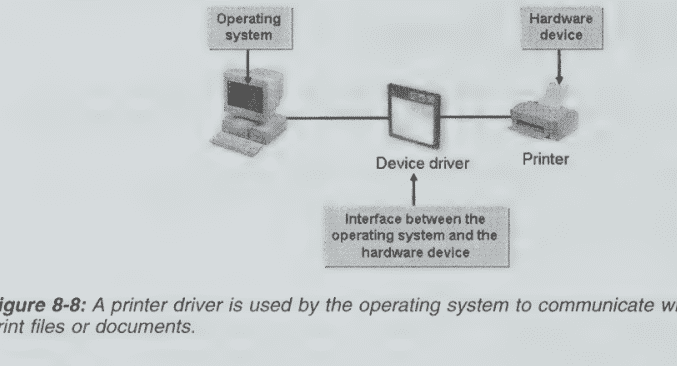 Operating
system
Hardware
device
Device driver
Printer
Interface between the
operating system and the
hardware device
igure 8-8: A printer driver is used by the operating system to communicate w
rint files or documents.